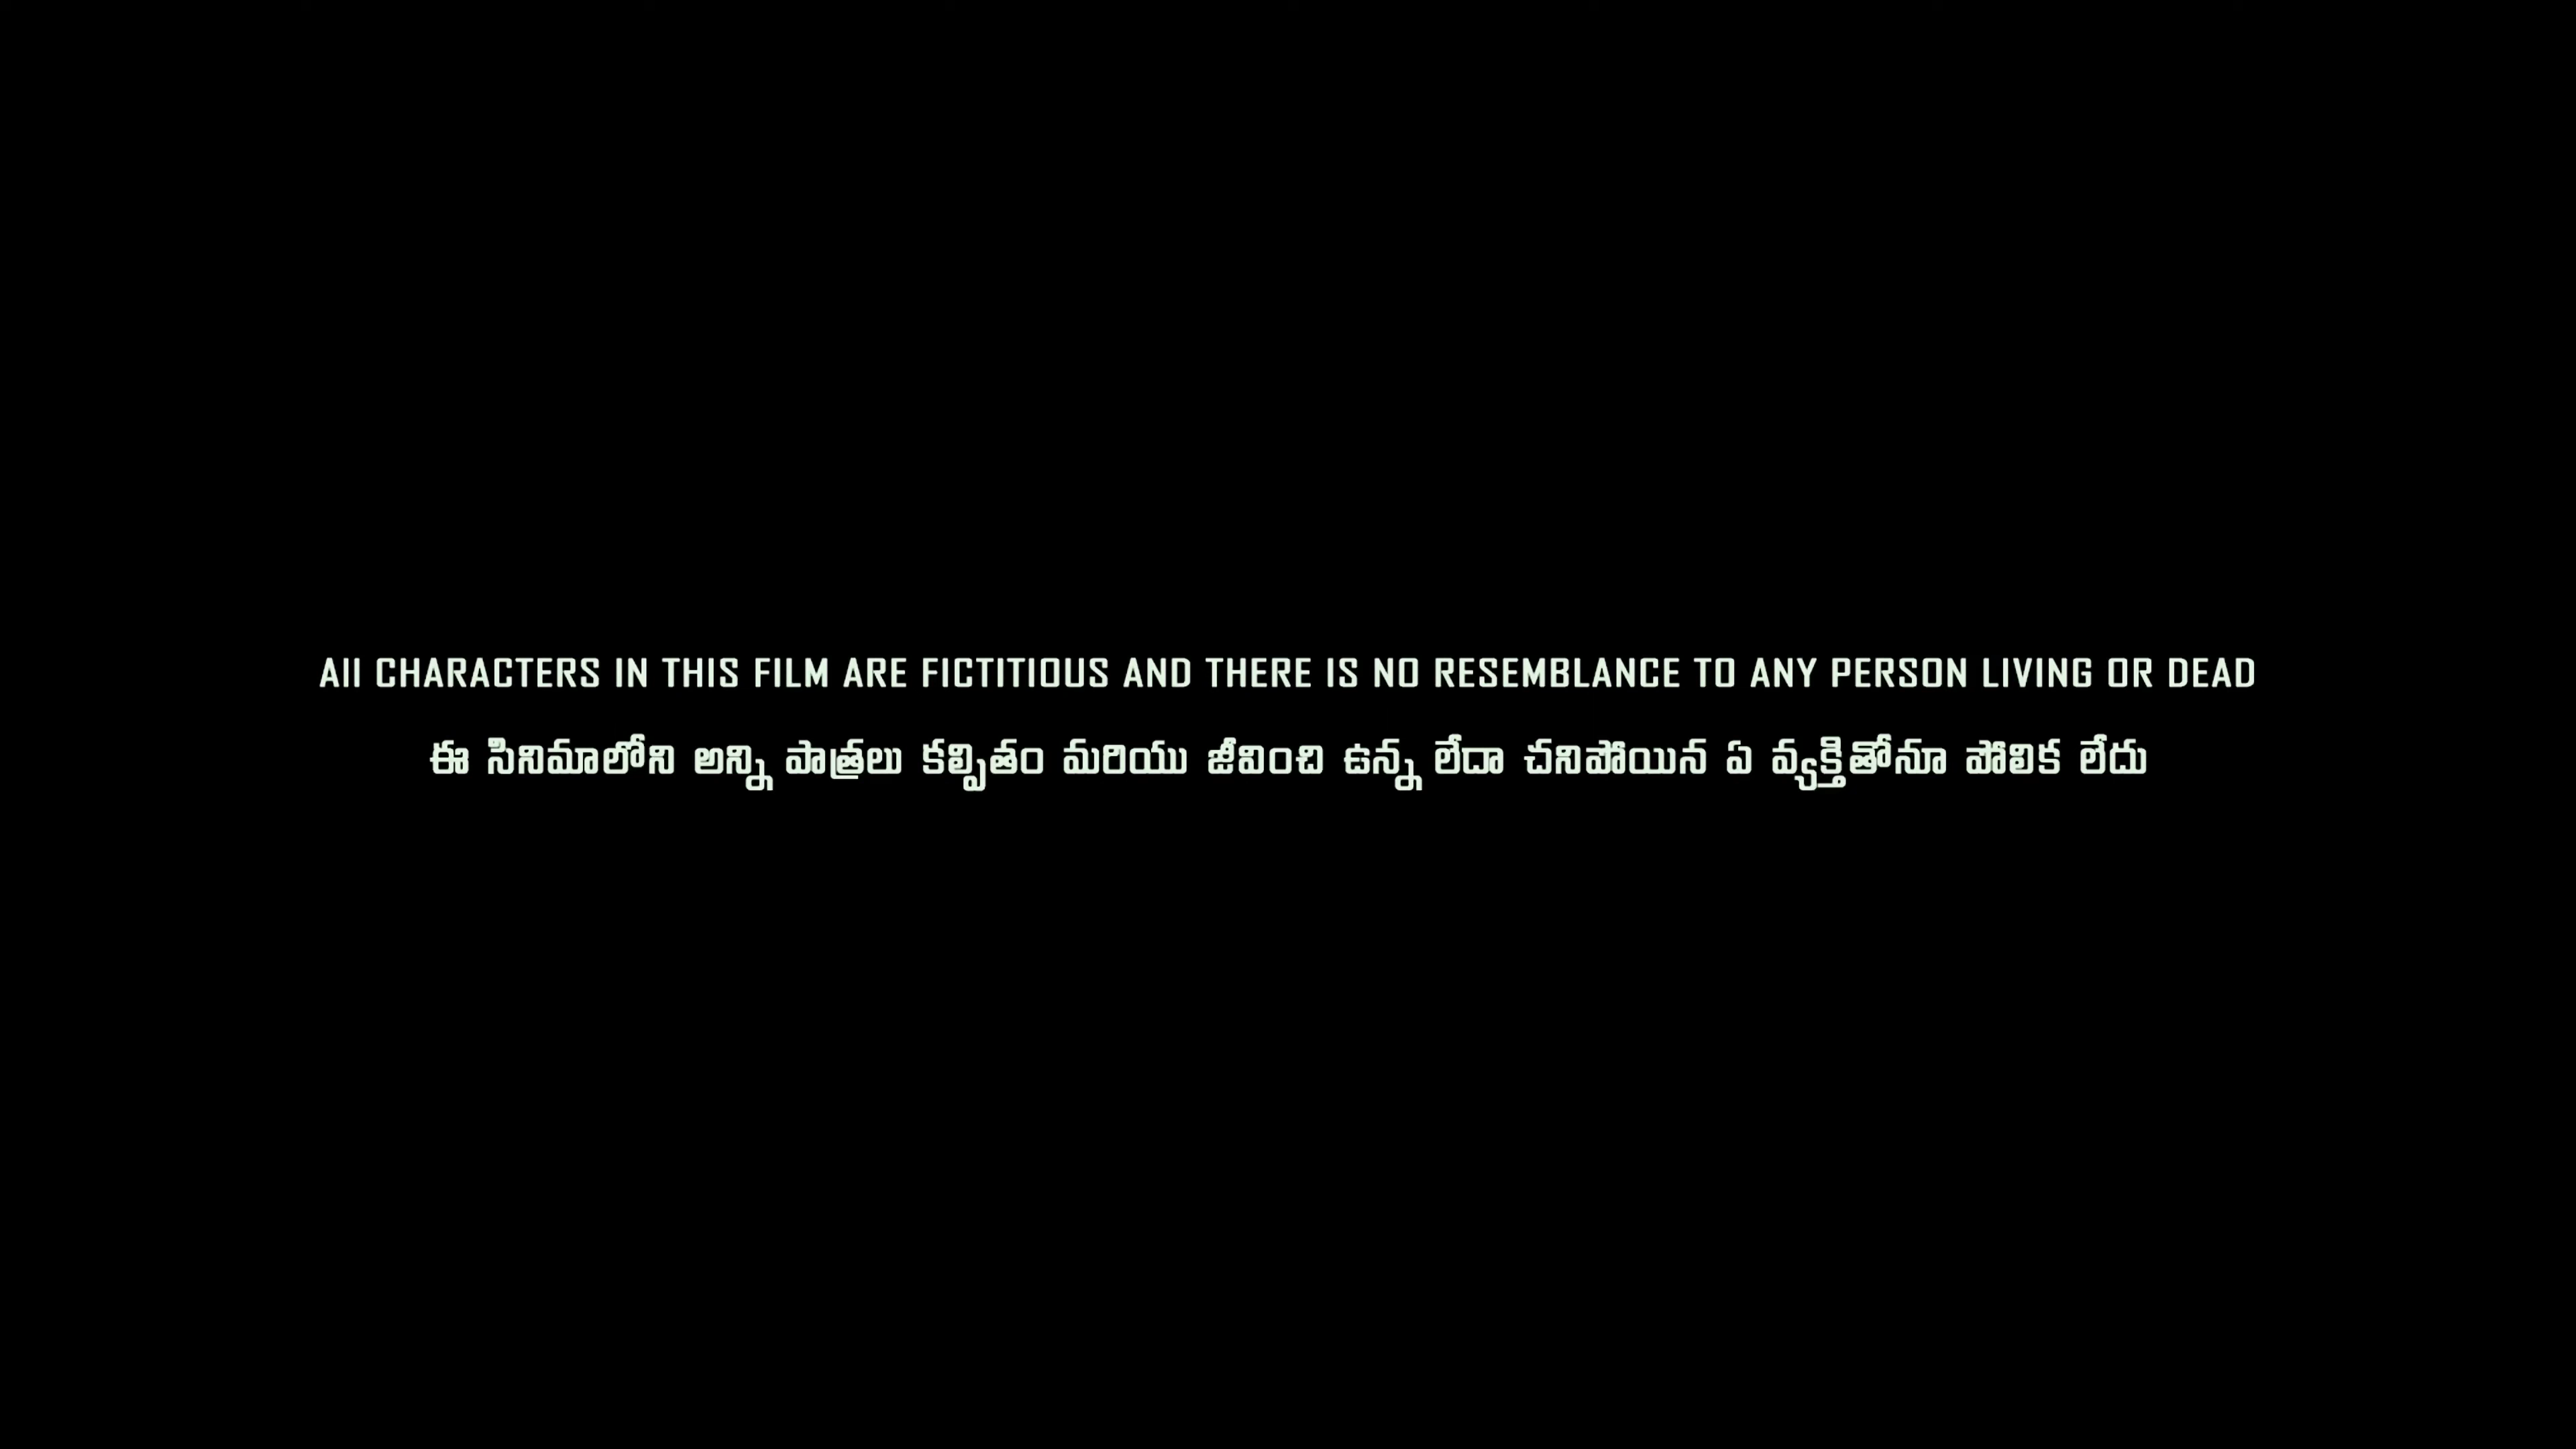 All CHARACTERS IN THIS FILM ARE FICTITIOUS AND THERE IS NO RESEMBLANCE TO ANY PERSON LIVING OR DEAD
ఈ సినిమాలోని అన్ని పాత్రలు కల్పితం మరియు జీవించి ఉన్న లేదా చనిపోయిన ఏ వ్యక్తితోనూ పోలిక లేదు